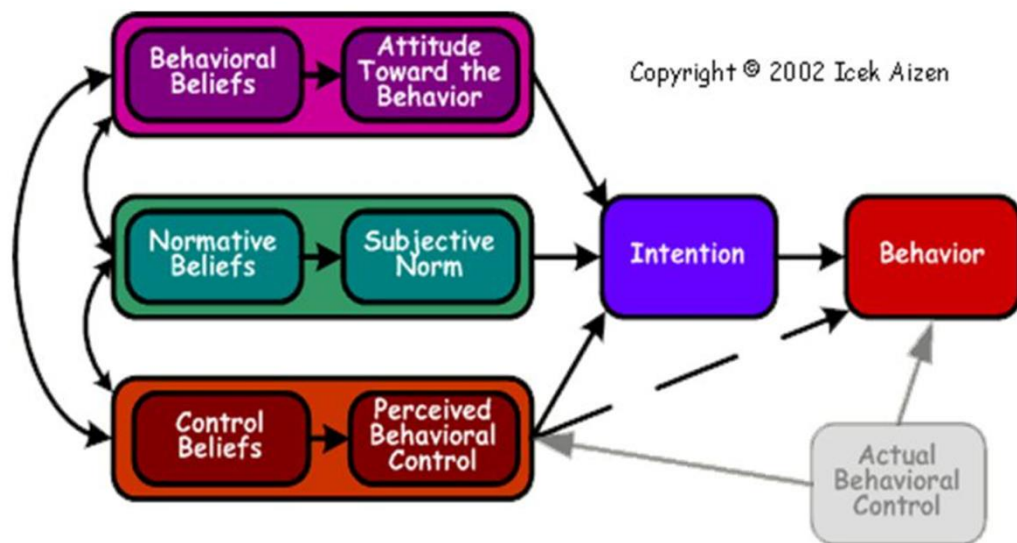 Behavioral
Beliefs
Attitude
Toward the
Behavior
Copyright © 2002 Icek Aizen
Normative
Beliefs
Subjective
Norm
Intention
Behavior
Control
Beliefs
Perceived
Behavioral
Control
Actual
Behavioral
Control